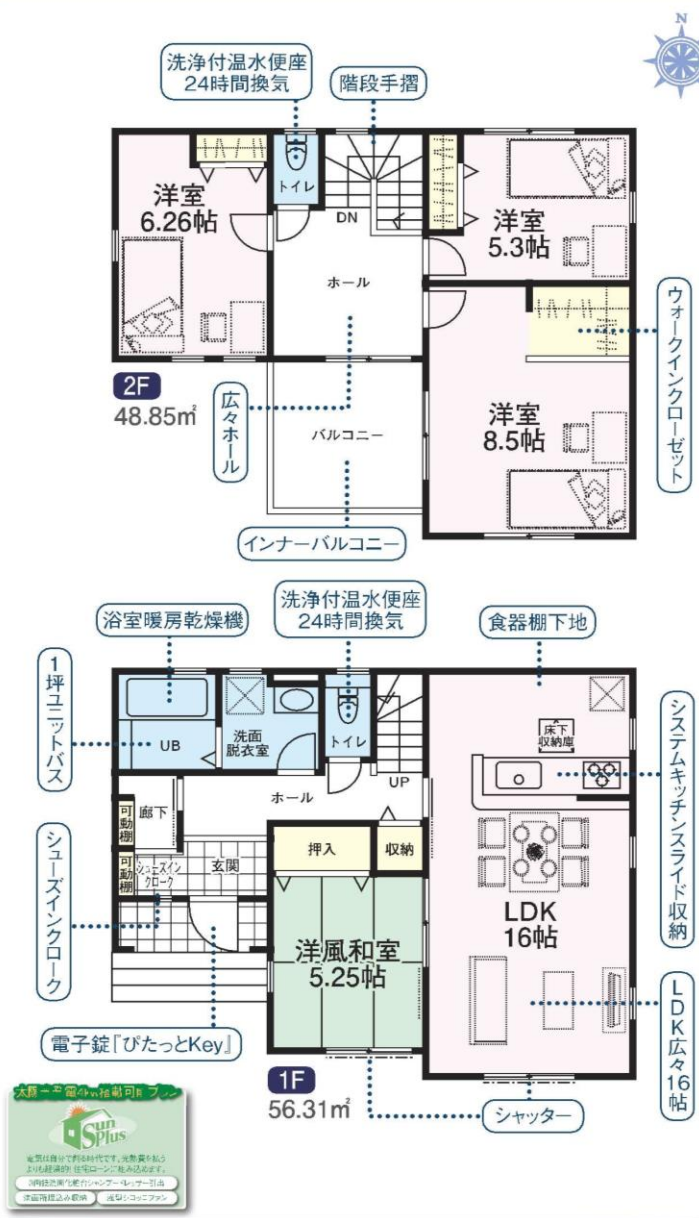 N
洗浄付温水便座
24時間換気
階段手摺
洋室
6.26帖
トイレ
DN
洋室
5.3帖
ホール
ウォークインクローゼット
2F
48.85㎡
広々ホール
バルコニー
洋室
8.5帖
インナーバルコニー
浴室暖房乾燥機
洗浄付温水便座
24時間換気
食器棚下地
1坪ユニットバス
UB
洗面
脱衣室
トイレ
床下
収納庫
システムキッチンスライド収納
UP
ホール
廊下
可動棚
可動棚
シューズイン
クローク
玄関
押入
収納
シューズインクローク
LDK
16帖
洋風和室
5.25帖
LDK広々16帖
電子錠『ぴたっとKey』
1F
56.31㎡
シャッター
Sun
Plus